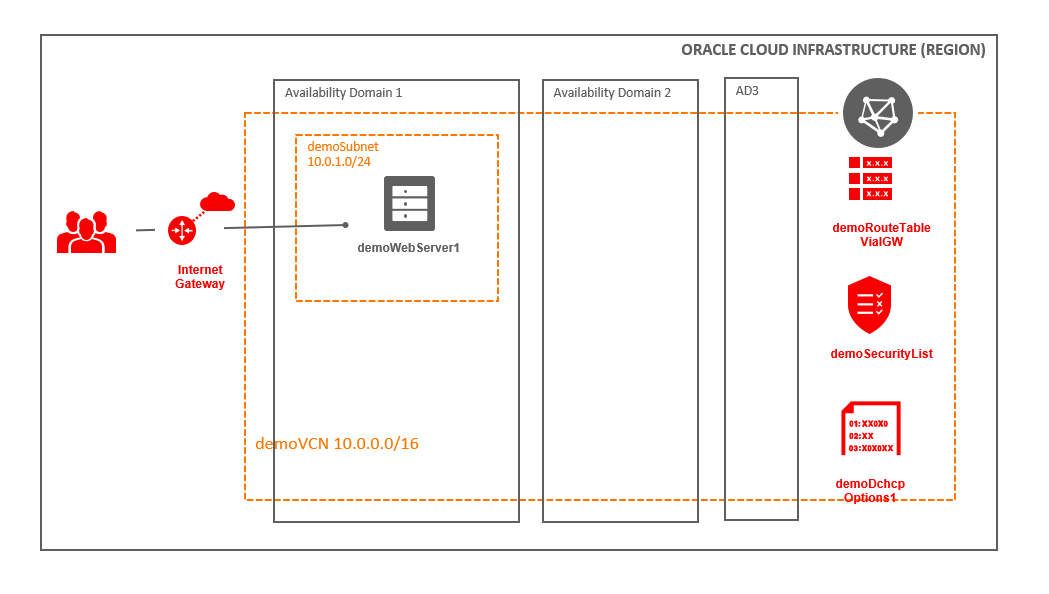 ORACLE CLOUD INFRASTRUCTURE (REGION)
Availability Domain 1
Availability Domain 2
AD3
demoSubnet
10.0.1.0/24
X.X.X
X.X.X
X.X.X
demoRouteTable
VialGW
demoWebServer1
Internet
Gateway
demoSecurityList
01:XX0X0
02:XX
03:X0X0XX
demoVCN 10.0.0.0/16
demoDchcp
Options1